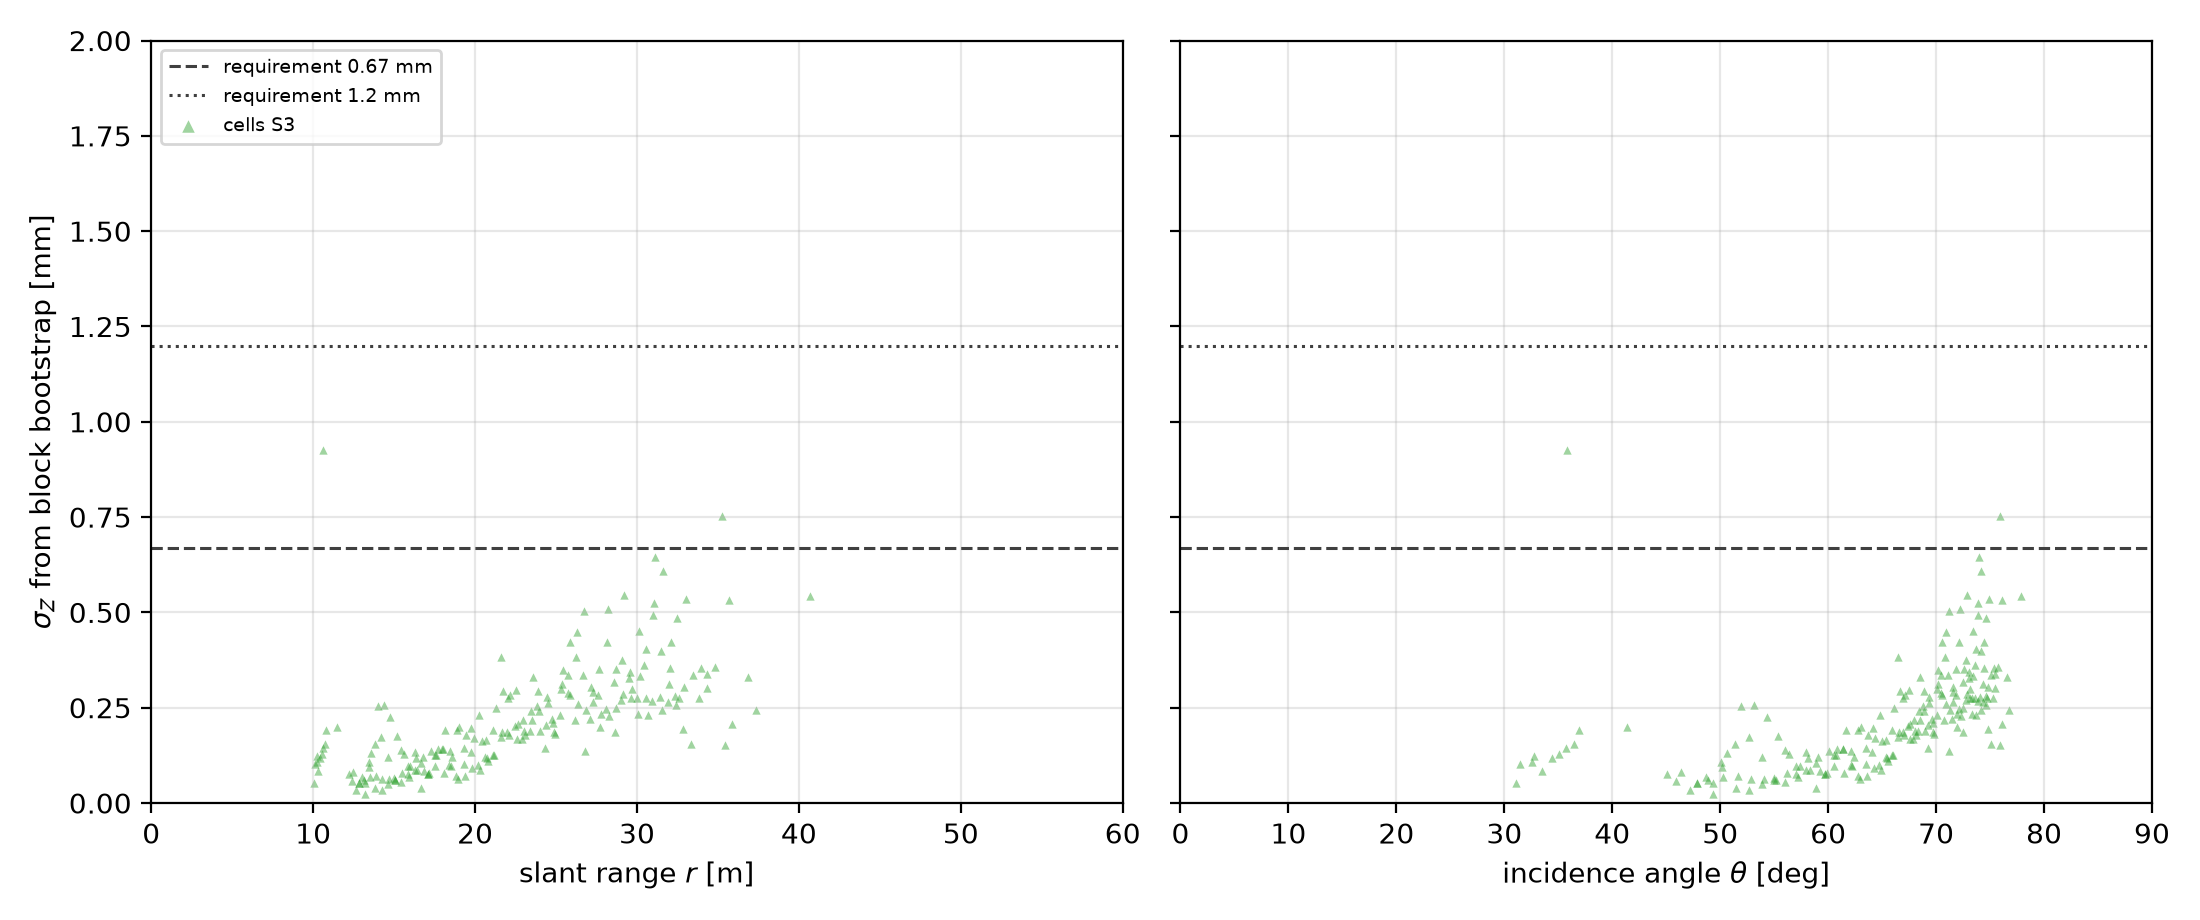 2.00
1.75
1.50
1.25
1.00
0.75
0.50
0.25
0.00
σZ from block bootstrap [mm]
requirement 0.67 mm
requirement 1.2 mm
cells S3
0 10 20 30 40 50 60
slant range r [m]
0 10 20 30 40 50 60 70 80 90
incidence angle θ [deg]